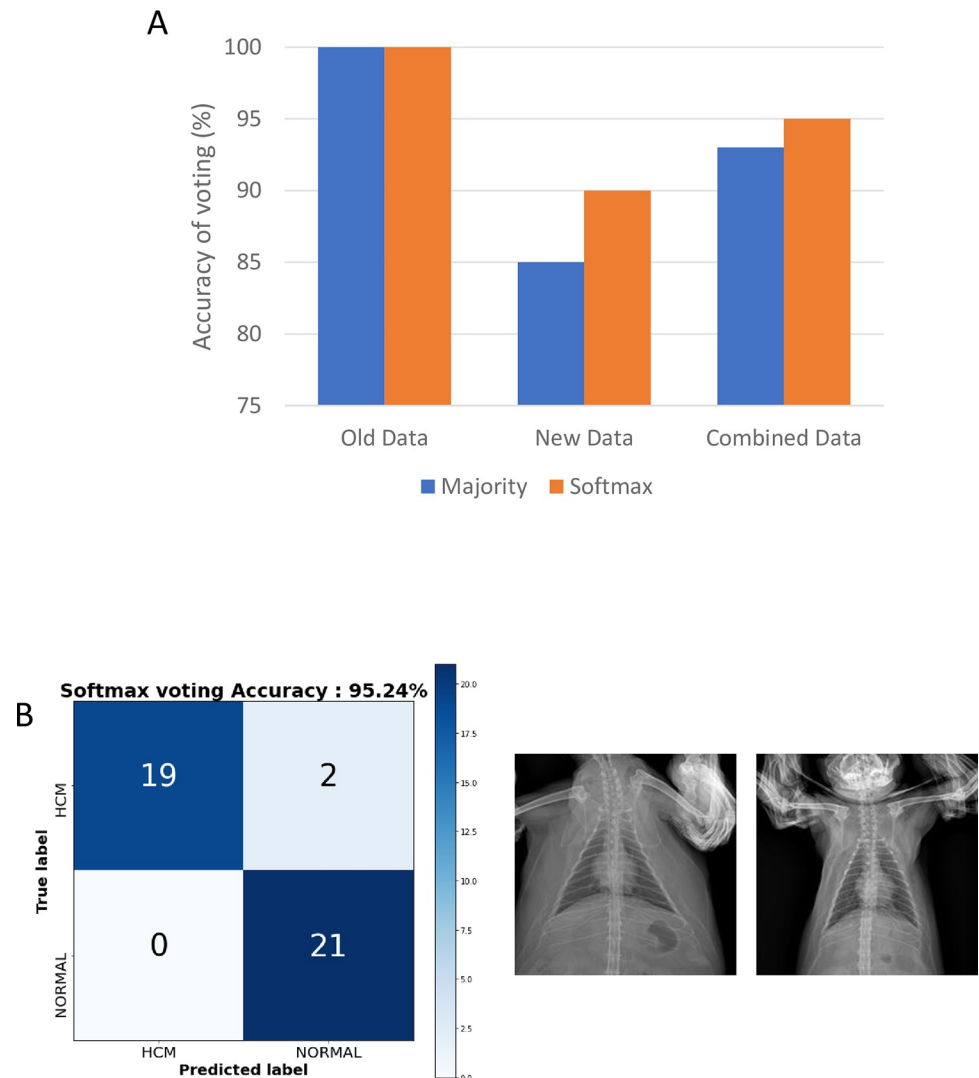 A
Accuracy of voting (%)
100
95
90
85
80
75
Old Data New Data Combined Data
Majority Softmax
B
Softmax voting Accuracy : 95.24%
True label
HCM
NORMAL
19 2
0 21
HCM NORMAL
Predicted label
20.0
17.5
15.0
12.5
10.0
7.5
5.0
2.5
0.0